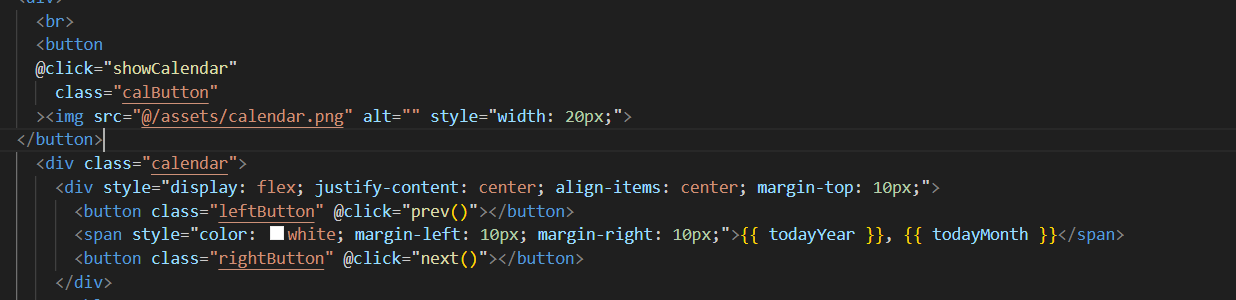 <div>
<br>
<button
@click="showCalendar"
class="calButton"
><img src="@/assets/calendar.png" alt="" style="width: 20px;">
</button>
<div class="calendar">
<div style="display: flex; justify-content: center; align-items: center; margin-top: 10px;">
<button class="leftButton" @click="prev()"></button>
<span style="color: white; margin-left: 10px; margin-right: 10px;">{{ todayYear }}, {{ todayMonth }}</span>
<button class="rightButton" @click="next()"></button>
</div>